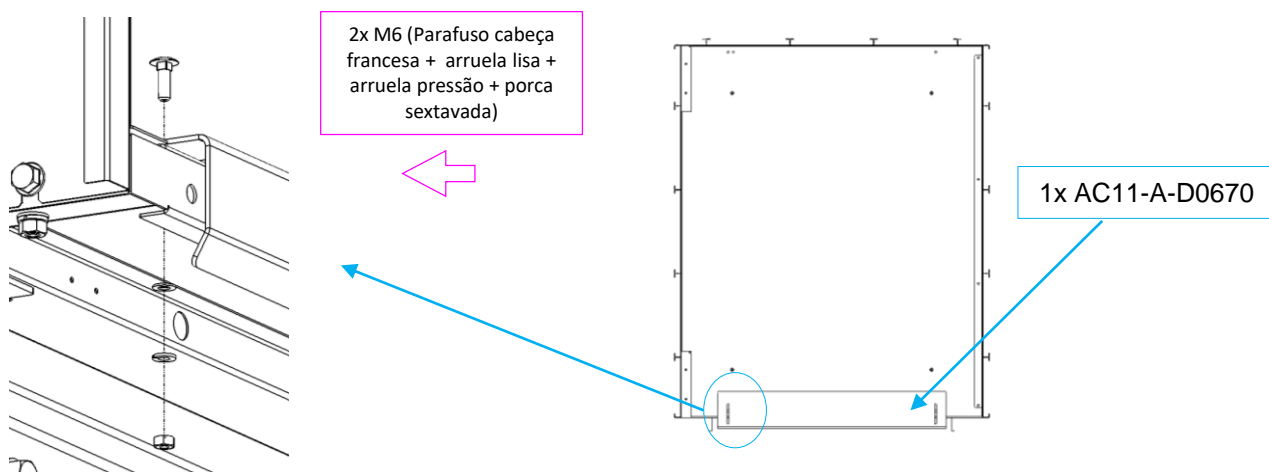 2x M6 (Parafuso cabeça
francesa + arruela lisa +
arruela pressão + porca
sextavada)
1x AC11-A-D0670